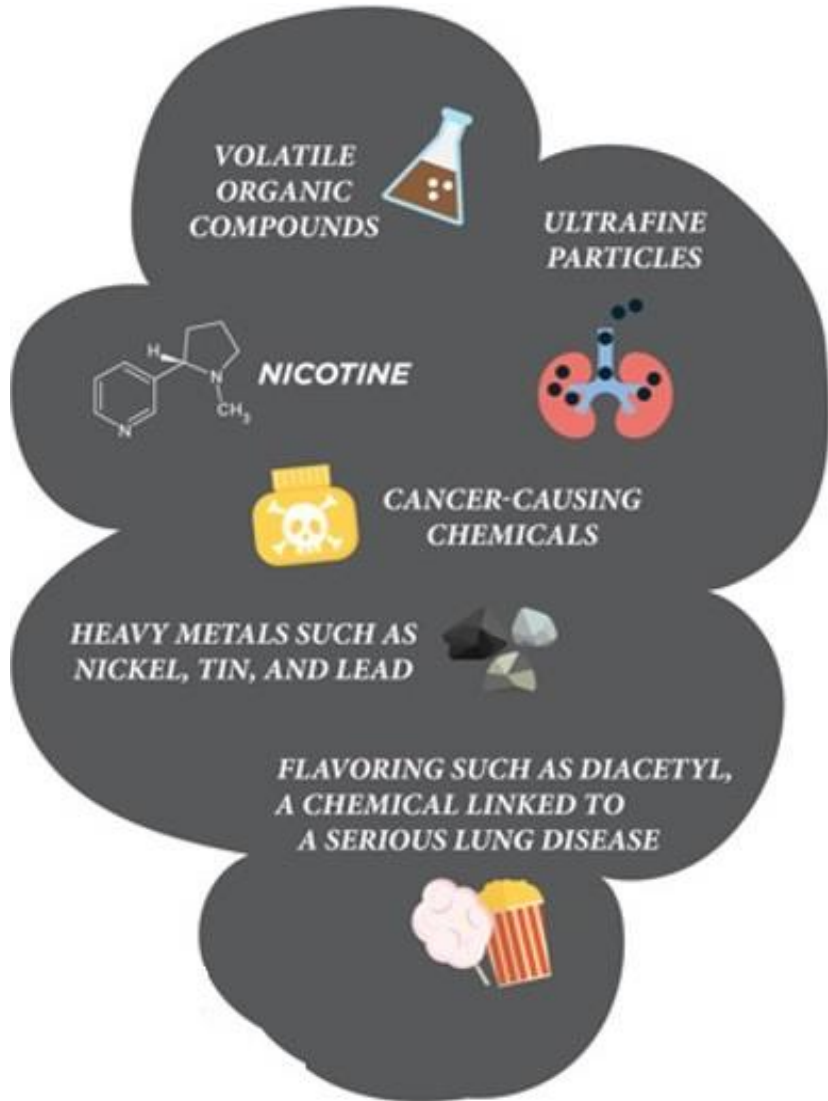 VOLATILE
ORGANIC
COMPOUNDS
ULTRAFINE
PARTICLES
H
N
CH3
N
NICOTINE
CANCER-CAUSING
CHEMICALS
HEAVY METALS SUCH AS
NICKEL, TIN, AND LEAD
FLAVORING SUCH AS DIACETYL,
A CHEMICAL LINKED TO
A SERIOUS LUNG DISEASE